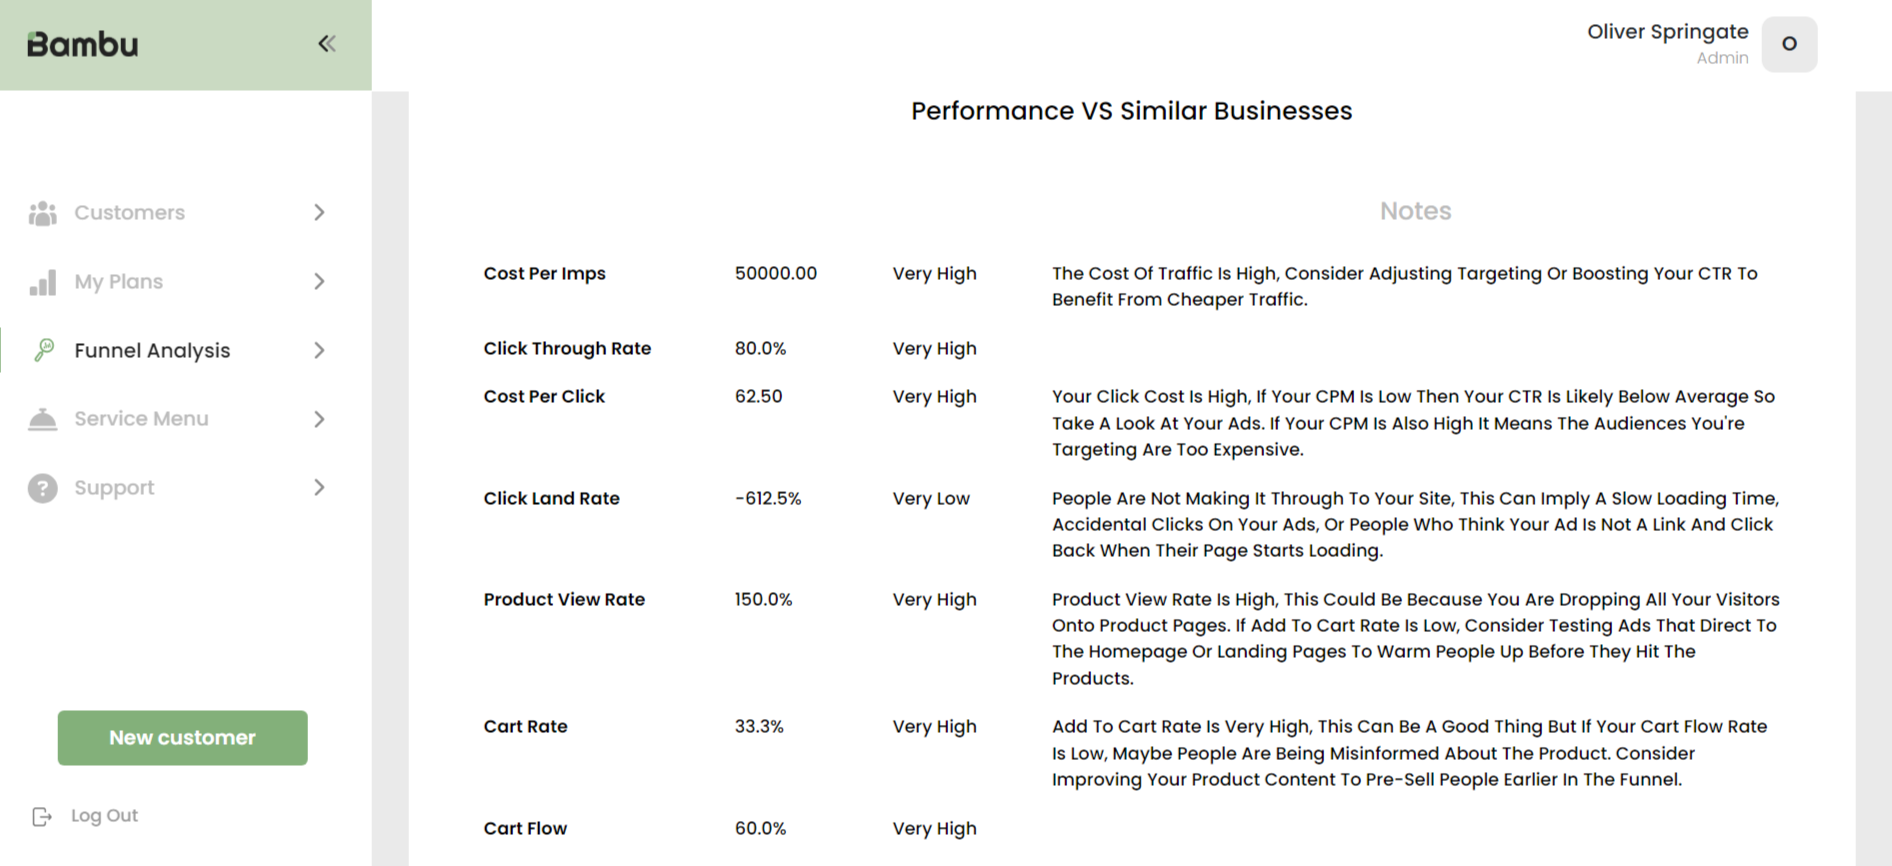 Bambu
Oliver Springate
Admin
O
Customers
My Plans
Funnel Analysis
Service Menu
Support
New customer
Log Out
Performance VS Similar Businesses
Notes
Cost Per Imps 50000.00 Very High The Cost Of Traffic Is High, Consider Adjusting Targeting Or Boosting Your CTR To
Benefit From Cheaper Traffic.
Click Through Rate 80.0% Very High
Cost Per Click 62.50 Very High Your Click Cost Is High, If Your CPM Is Low Then Your CTR Is Likely Below Average So
Take A Look At Your Ads. If Your CPM Is Also High It Means The Audiences You're
Targeting Are Too Expensive.
Click Land Rate -612.5% Very Low People Are Not Making It Through To Your Site, This Can Imply A Slow Loading Time,
Accidental Clicks On Your Ads, Or People Who Think Your Ad Is Not A Link And Click
Back When Their Page Starts Loading.
Product View Rate 150.0% Very High Product View Rate Is High, This Could Be Because You Are Dropping All Your Visitors
Onto Product Pages. If Add To Cart Rate Is Low, Consider Testing Ads That Direct To
The Homepage Or Landing Pages To Warm People Up Before They Hit The
Products.
Cart Rate 33.3% Very High Add To Cart Rate Is Very High, This Can Be A Good Thing But If Your Cart Flow Rate
Is Low, Maybe People Are Being Misinformed About The Product. Consider
Improving Your Product Content To Pre-Sell People Earlier In The Funnel.
Cart Flow 60.0% Very High